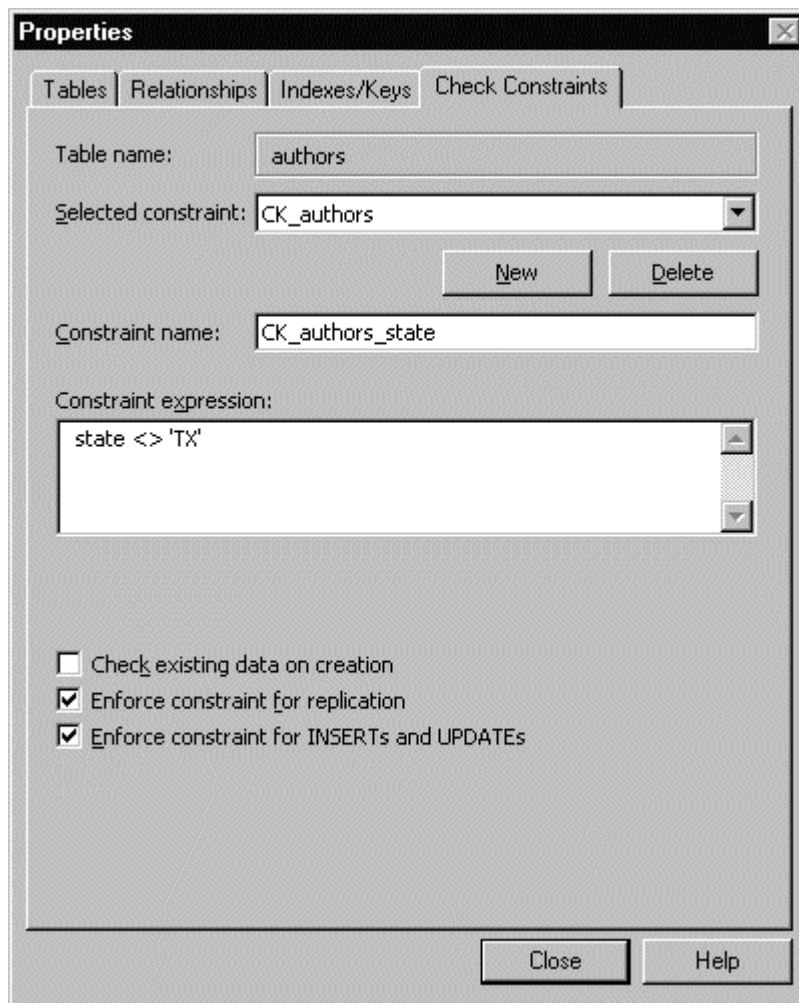 Properties
Tables Relationships Indexes/Keys Check Constraints
Table name: authors
Selected constraint: CK_authors
New Delete
Constraint name: CK_authors_state
Constraint expression:
state <> 'TX'
Check existing data on creation
Enforce constraint for replication
Enforce constraint for INSERTs and UPDATEs
Close Help